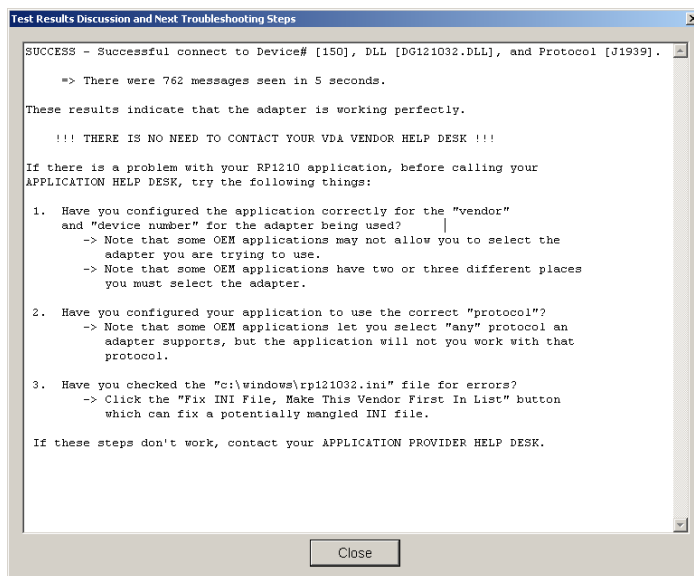 Test Results Discussion and Next Troubleshooting Steps
SUCCESS - Successful connect to Device# [150], DLL [DG121032.DLL], and Protocol [J1939].
=> There were 762 messages seen in 5 seconds.
These results indicate that the adapter is working perfectly.
!!! THERE IS NO NEED TO CONTACT YOUR VDA VENDOR HELP DESK !!!
If there is a problem with your RP1210 application, before calling your
APPLICATION HELP DESK, try the following things:
1. Have you configured the application correctly for the "vendor"
and "device number" for the adapter being used?
-> Note that some OEM applications may not allow you to select the
adapter you are trying to use.
-> Note that some OEM applications have two or three different places
you must select the adapter.
2. Have you configured your application to use the correct "protocol"?
-> Note that some OEM applications let you select "any" protocol an
adapter supports, but the application will not you work with that
protocol.
3. Have you checked the "c:\windows\rp121032.ini" file for errors?
-> Click the "Fix INI File, Make This Vendor First In List" button
which can fix a potentially mangled INI file.
If these steps don't work, contact your APPLICATION PROVIDER HELP DESK.
Close